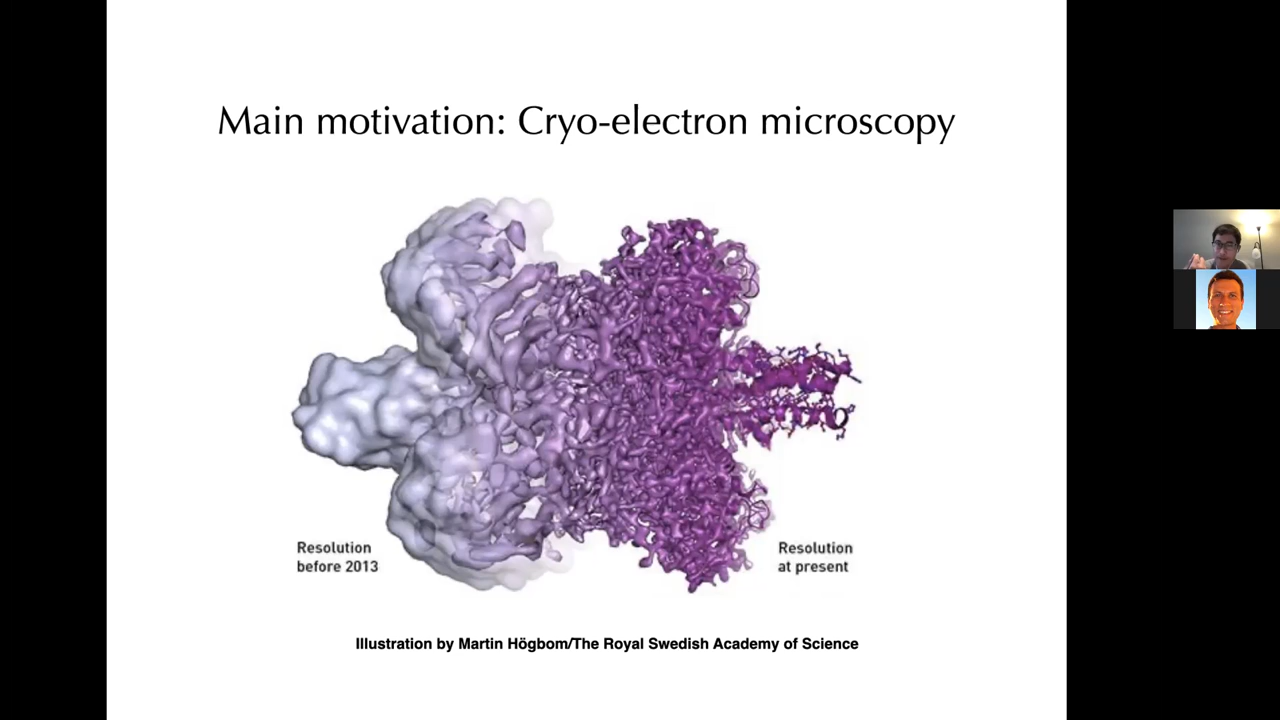 Main motivation: Cryo-electron microscopy
Resolution
before 2013
Resolution
at present
Illustration by Martin Högbom/The Royal Swedish Academy of Science